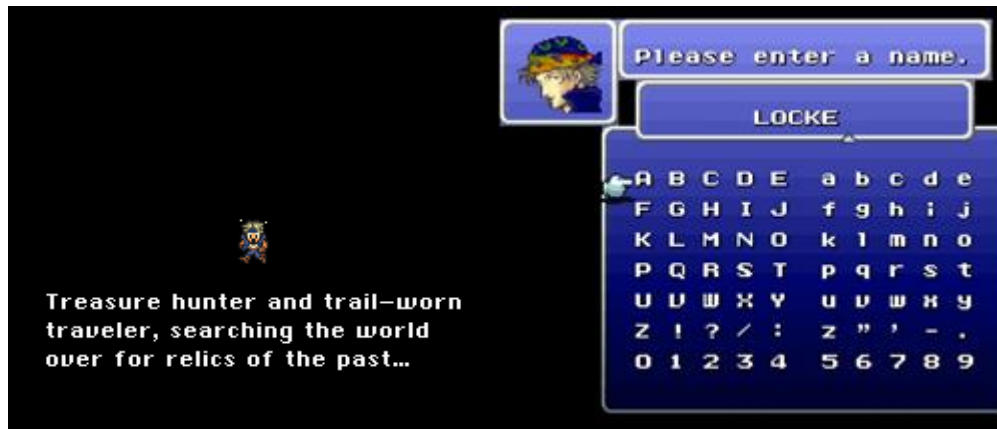 Please enter a name.
LOCKE
A B C D E a b c d e
F G H I J f g h i j
K L M N O k l m n o
P Q R S T p q r s t
U V W X Y u v w x y
Z ! ? / : z ” ’ - .
0 1 2 3 4 5 6 7 8 9
Treasure hunter and trail—worn
traveler, searching the world
over for relics of the past…